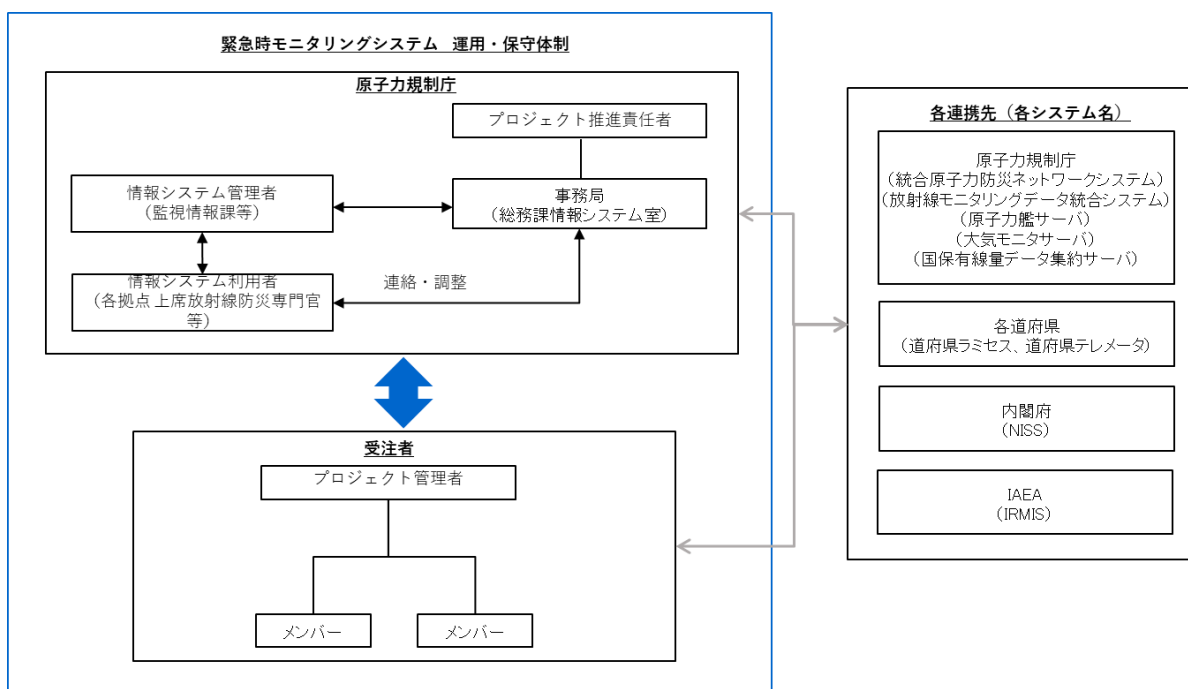 緊急時モニタリングシステム 運用・保守体制
原子力規制庁
プロジェクト推進責任者
情報システム管理者
(監視情報課等)
事務局
(総務課情報システム室)
情報システム利用者
(各拠点 上席放射線防災専門官
等)
連絡・調整
受注者
プロジェクト管理者
メンバー
メンバー
各連携先(各システム名)
原子力規制庁
(統合原子力防災ネットワークシステム)
(放射線モニタリングデータ統合システム)
(原子力艦サーバ)
(大気モニタサーバ)
(国保有線量データ集約サーバ)
各道府県
(道府県ラミセス、道府県テレメータ)
内閣府
(NISS)
IAEA
(IRMIS)